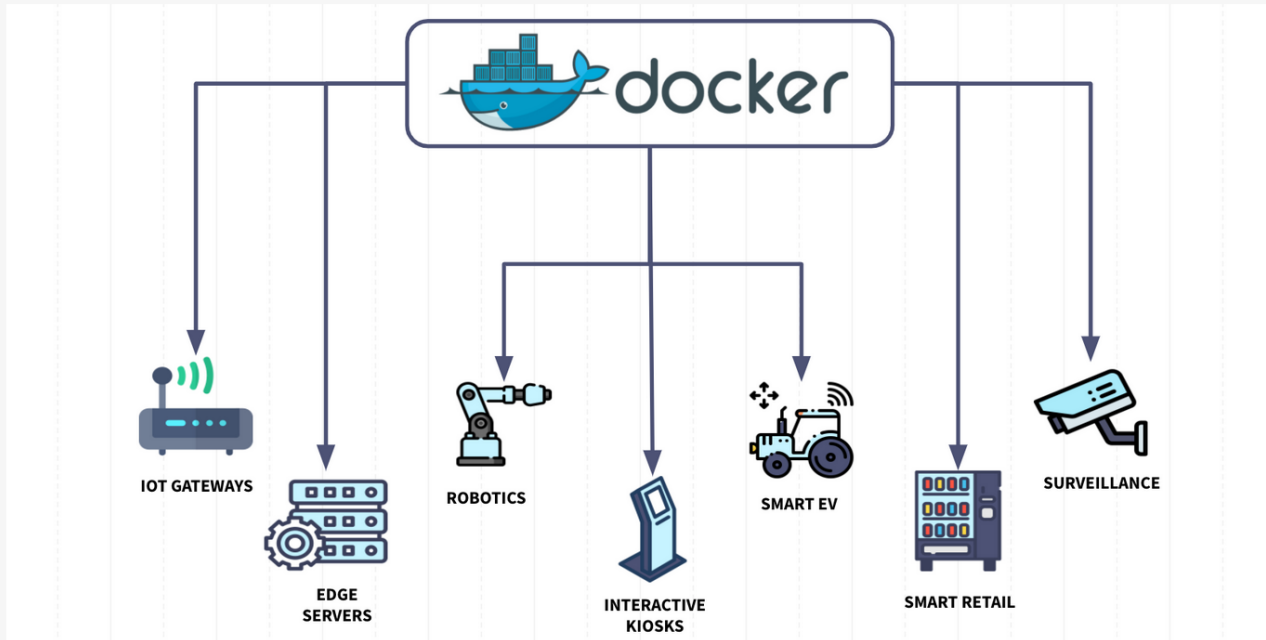 docker
IOT GATEWAYS
EDGE
SERVERS
ROBOTICS
INTERACTIVE
KIOSKS
SMART EV
SMART RETAIL
SURVEILLANCE